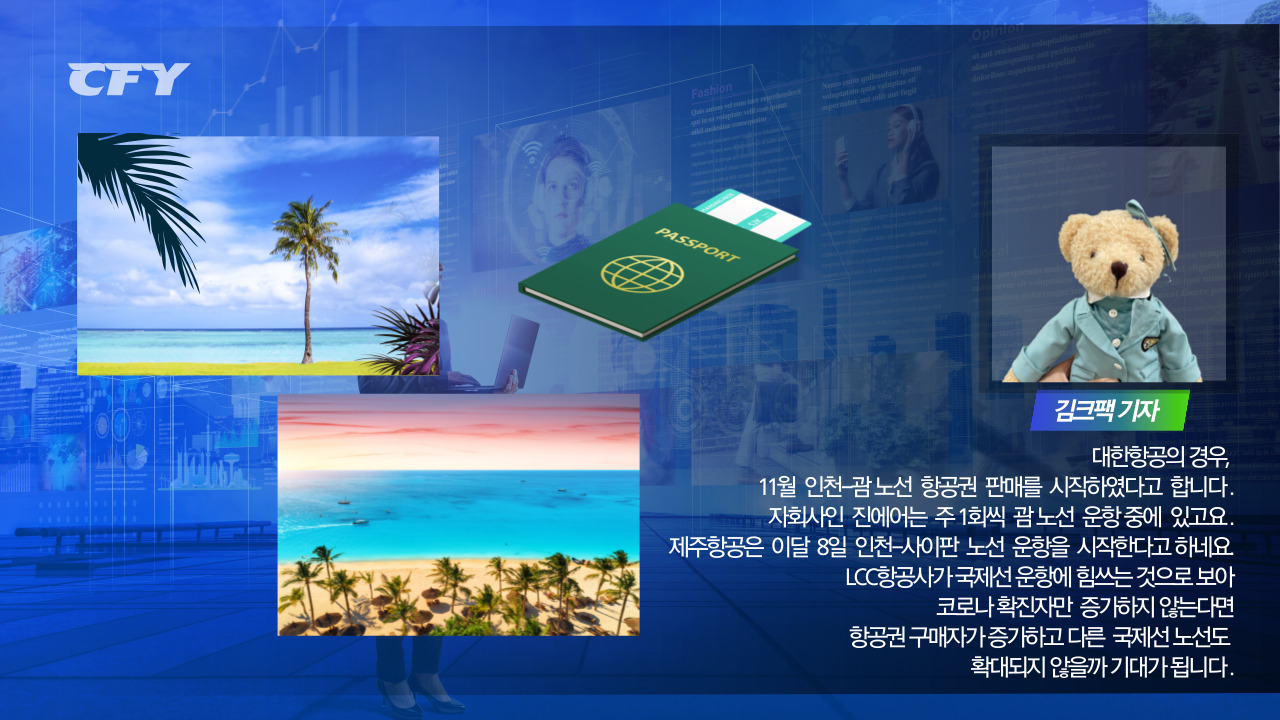 CFY
Opinion
Fashion
PASSPORT
김크팩 기자
대한항공의 경우,
11월 인천-괌 노선 항공권 판매를 시작하였다고 합니다.
자회사인 진에어는 주 1회씩 괌 노선 운항 중에 있고요.
제주항공은 이달 8일 인천-사이판 노선 운항을 시작한다고 하네요.
LCC항공사가 국제선 운항에 힘쓰는 것으로 보아
코로나 확진자만 증가하지 않는다면
항공권 구매자가 증가하고 다른 국제선 노선도
확대되지 않을까 기대가 됩니다.